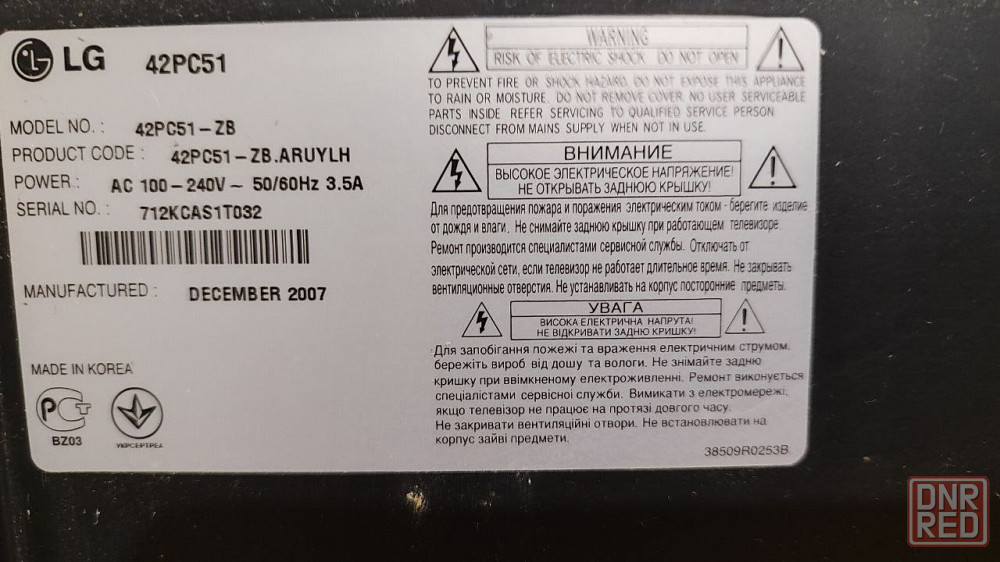 LG 42PC51
MODEL NO. : 42PC51-ZB
PRODUCT CODE : 42PC51-ZB.ARUYLH
POWER : AC 100-240V~ 50/60Hz 3.5A
SERIAL NO. : 712KCAS1T032
MANUFACTURED : DECEMBER 2007
MADE IN KOREA
РСТ
BZ03
УКРСЕРТРЕА
WARNING
RISK OF ELECTRIC SHOCK DO NOT OPEN
TO PREVENT FIRE OR SHOCK HAZARD, DO NOT EXPOSE THIS APPLIANCE
TO RAIN OR MOISTURE. DO NOT REMOVE COVER. NO USER SERVICEABLE
PARTS INSIDE REFER SERVICING TO QUALIFIED SERVICE PERSON.
DISCONNECT FROM MAINS SUPPLY WHEN NOT IN USE.
ВНИМАНИЕ
ВЫСОКОЕ ЭЛЕКТРИЧЕСКОЕ НАПРЯЖЕНИЕ!
НЕ ОТКРЫВАТЬ ЗАДНЮЮ КРЫШКУ!
Для предотвращения пожара и поражения электрическим током - берегите изделие
от дождя и влаги. Не снимайте заднюю крышку при работающем телевизоре.
Ремонт производится специалистами сервисной службы. Отключать от
электрической сети, если телевизор не работает длительное время. Не закрывать
вентиляционные отверстия. Не устанавливать на корпус посторонние предметы.
УВАГА
ВИСОКА ЕЛЕКТРИЧНА НАПРУГА!
НЕ ВІДКРИВАТИ ЗАДНЮ КРИШКУ!
Для запобігання пожежі та враження електричним струмом,
бережіть виріб від дошу та вологи. Не знімайте задню
кришку при ввімкненому електроживленні. Ремонт виконується
спеціалістами сервісної служби. Вимикати з електромережі,
якщо телевізор не працює на протязі довгого часу.
Не закривати вентиляційні отвори. Не встановлювати на
корпус зайві предмети.
38509R0253B
DNR
RED